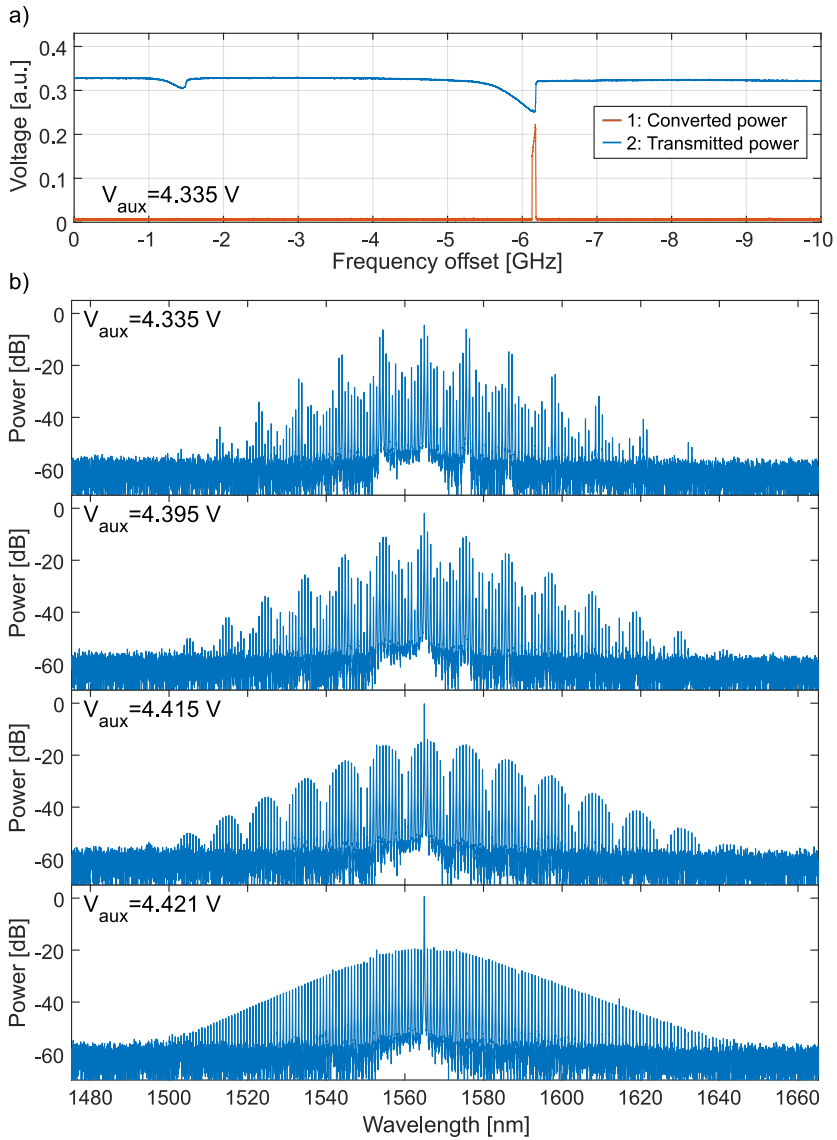 a)
0.4
0.3
0.2
0.1
0
Voltage [a.u.]
1: Converted power
2: Transmitted power
V_aux=4.335 V
0 -1 -2 -3 -4 -5 -6 -7 -8 -9 -10
Frequency offset [GHz]
b)
V_aux=4.335 V
0
-20
-40
-60
Power [dB]
V_aux=4.395 V
0
-20
-40
-60
Power [dB]
V_aux=4.415 V
0
-20
-40
-60
Power [dB]
V_aux=4.421 V
0
-20
-40
-60
Power [dB]
1480 1500 1520 1540 1560 1580 1600 1620 1640 1660
Wavelength [nm]